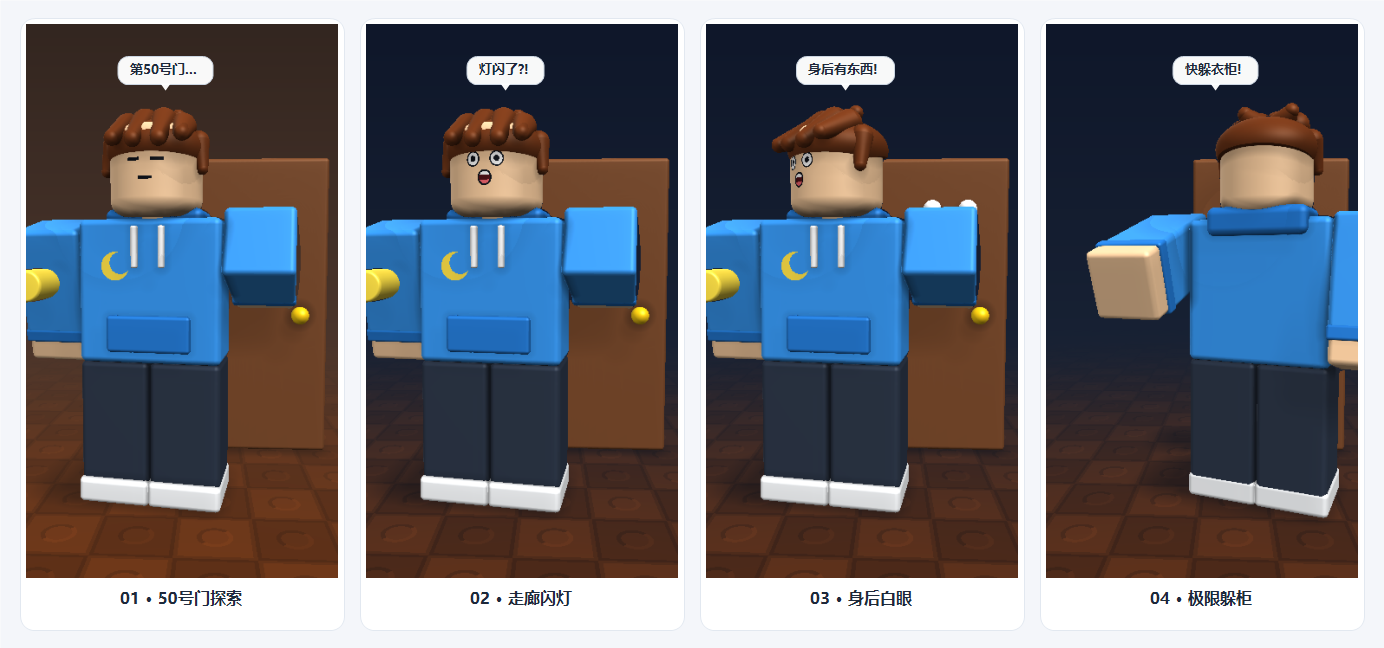 第50号门...
灯闪了?!
身后有东西!
快躲衣柜!
01 • 50号门探索
02 • 走廊闪灯
03 • 身后白眼
04 • 极限躲柜